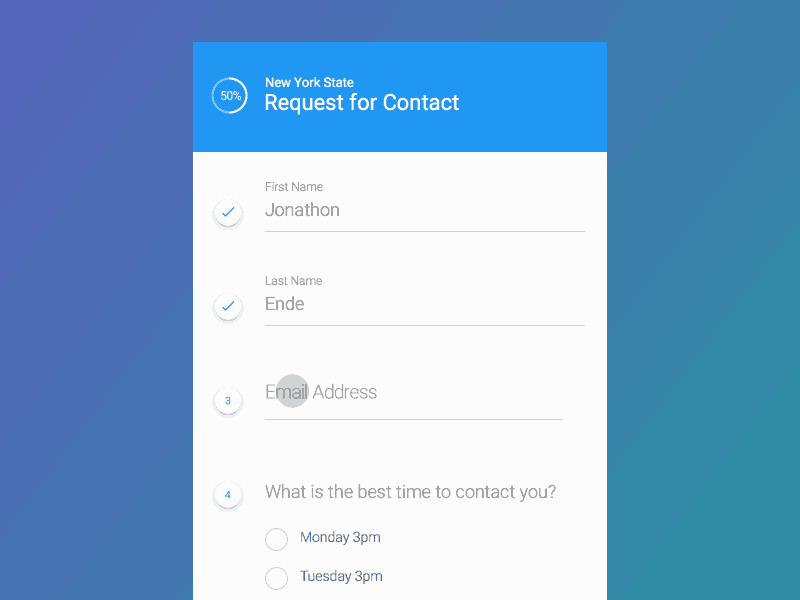 50%
New York State
Request for Contact
First Name
Jonathon
Last Name
Ende
3
Email Address
4
What is the best time to contact you?
Monday 3pm
Tuesday 3pm